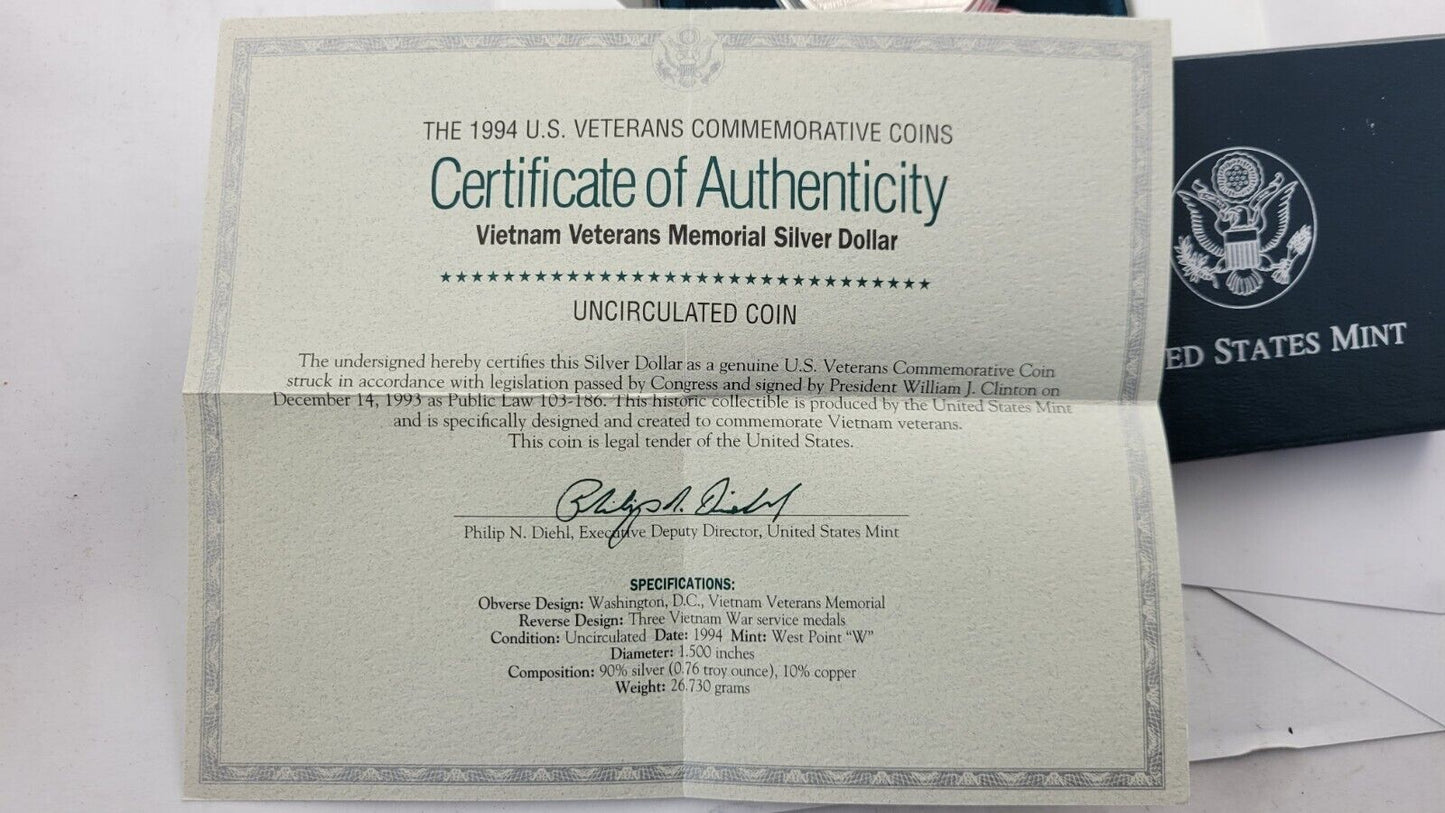 THE 1994 U.S. VETERANS COMMEMORATIVE COINS
Certificate of Authenticity
Vietnam Veterans Memorial Silver Dollar
★★★★★★★★★★★★★★★★★★★★★★★★★★★★★★★
UNCIRCULATED COIN
The undersigned hereby certifies this Silver Dollar as a genuine U.S. Veterans Commemorative Coin
struck in accordance with legislation passed by Congress and signed by President William J. Clinton on
December 14, 1993 as Public Law 103-186. This historic collectible is produced by the United States Mint
and is specifically designed and created to commemorate Vietnam veterans.
This coin is legal tender of the United States.
Philip N. Diehl
Philip N. Diehl, Executive Deputy Director, United States Mint
SPECIFICATIONS:
Obverse Design: Washington, D.C., Vietnam Veterans Memorial
Reverse Design: Three Vietnam War service medals
Condition: Uncirculated Date: 1994 Mint: West Point “W”
Diameter: 1.500 inches
Composition: 90% silver (0.76 troy ounce), 10% copper
Weight: 26.730 grams
ED STATES MINT